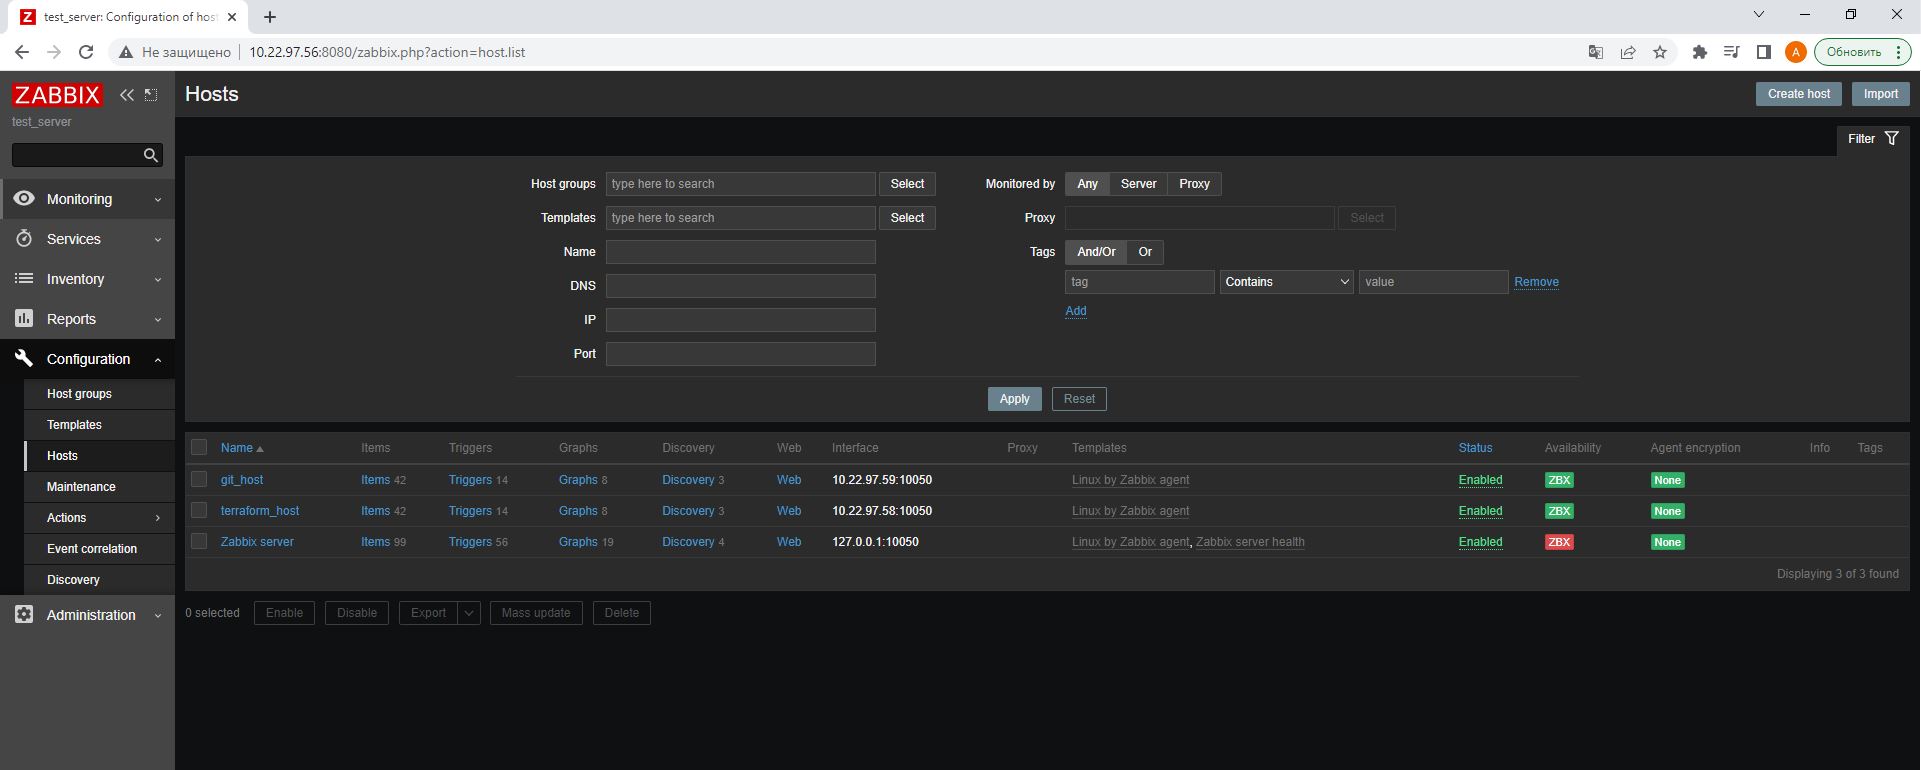 test_server: Configuration of host
Не защищено
10.22.97.56:8080/zabbix.php?action=host.list
А
Обновить
ZABBIX
test_server
Hosts
Create host
Import
Filter
Monitoring
Services
Inventory
Reports
Configuration
Host groups
Templates
Hosts
Maintenance
Actions
Event correlation
Discovery
Administration
Host groups type here to search Select
Templates type here to search Select
Name
DNS
IP
Port
Monitored by Any Server Proxy
Proxy Select
Tags And/Or Or
tag Contains value Remove
Add
Apply Reset
Name Items Triggers Graphs Discovery Web Interface Proxy Templates Status Availability Agent encryption Info Tags
git_host Items 42 Triggers 14 Graphs 8 Discovery 3 Web 10.22.97.59:10050 Linux by Zabbix agent Enabled ZBX None
terraform_host Items 42 Triggers 14 Graphs 8 Discovery 3 Web 10.22.97.58:10050 Linux by Zabbix agent Enabled ZBX None
Zabbix server Items 99 Triggers 56 Graphs 19 Discovery 4 Web 127.0.0.1:10050 Linux by Zabbix agent, Zabbix server health Enabled ZBX None
Displaying 3 of 3 found
0 selected Enable Disable Export Mass update Delete